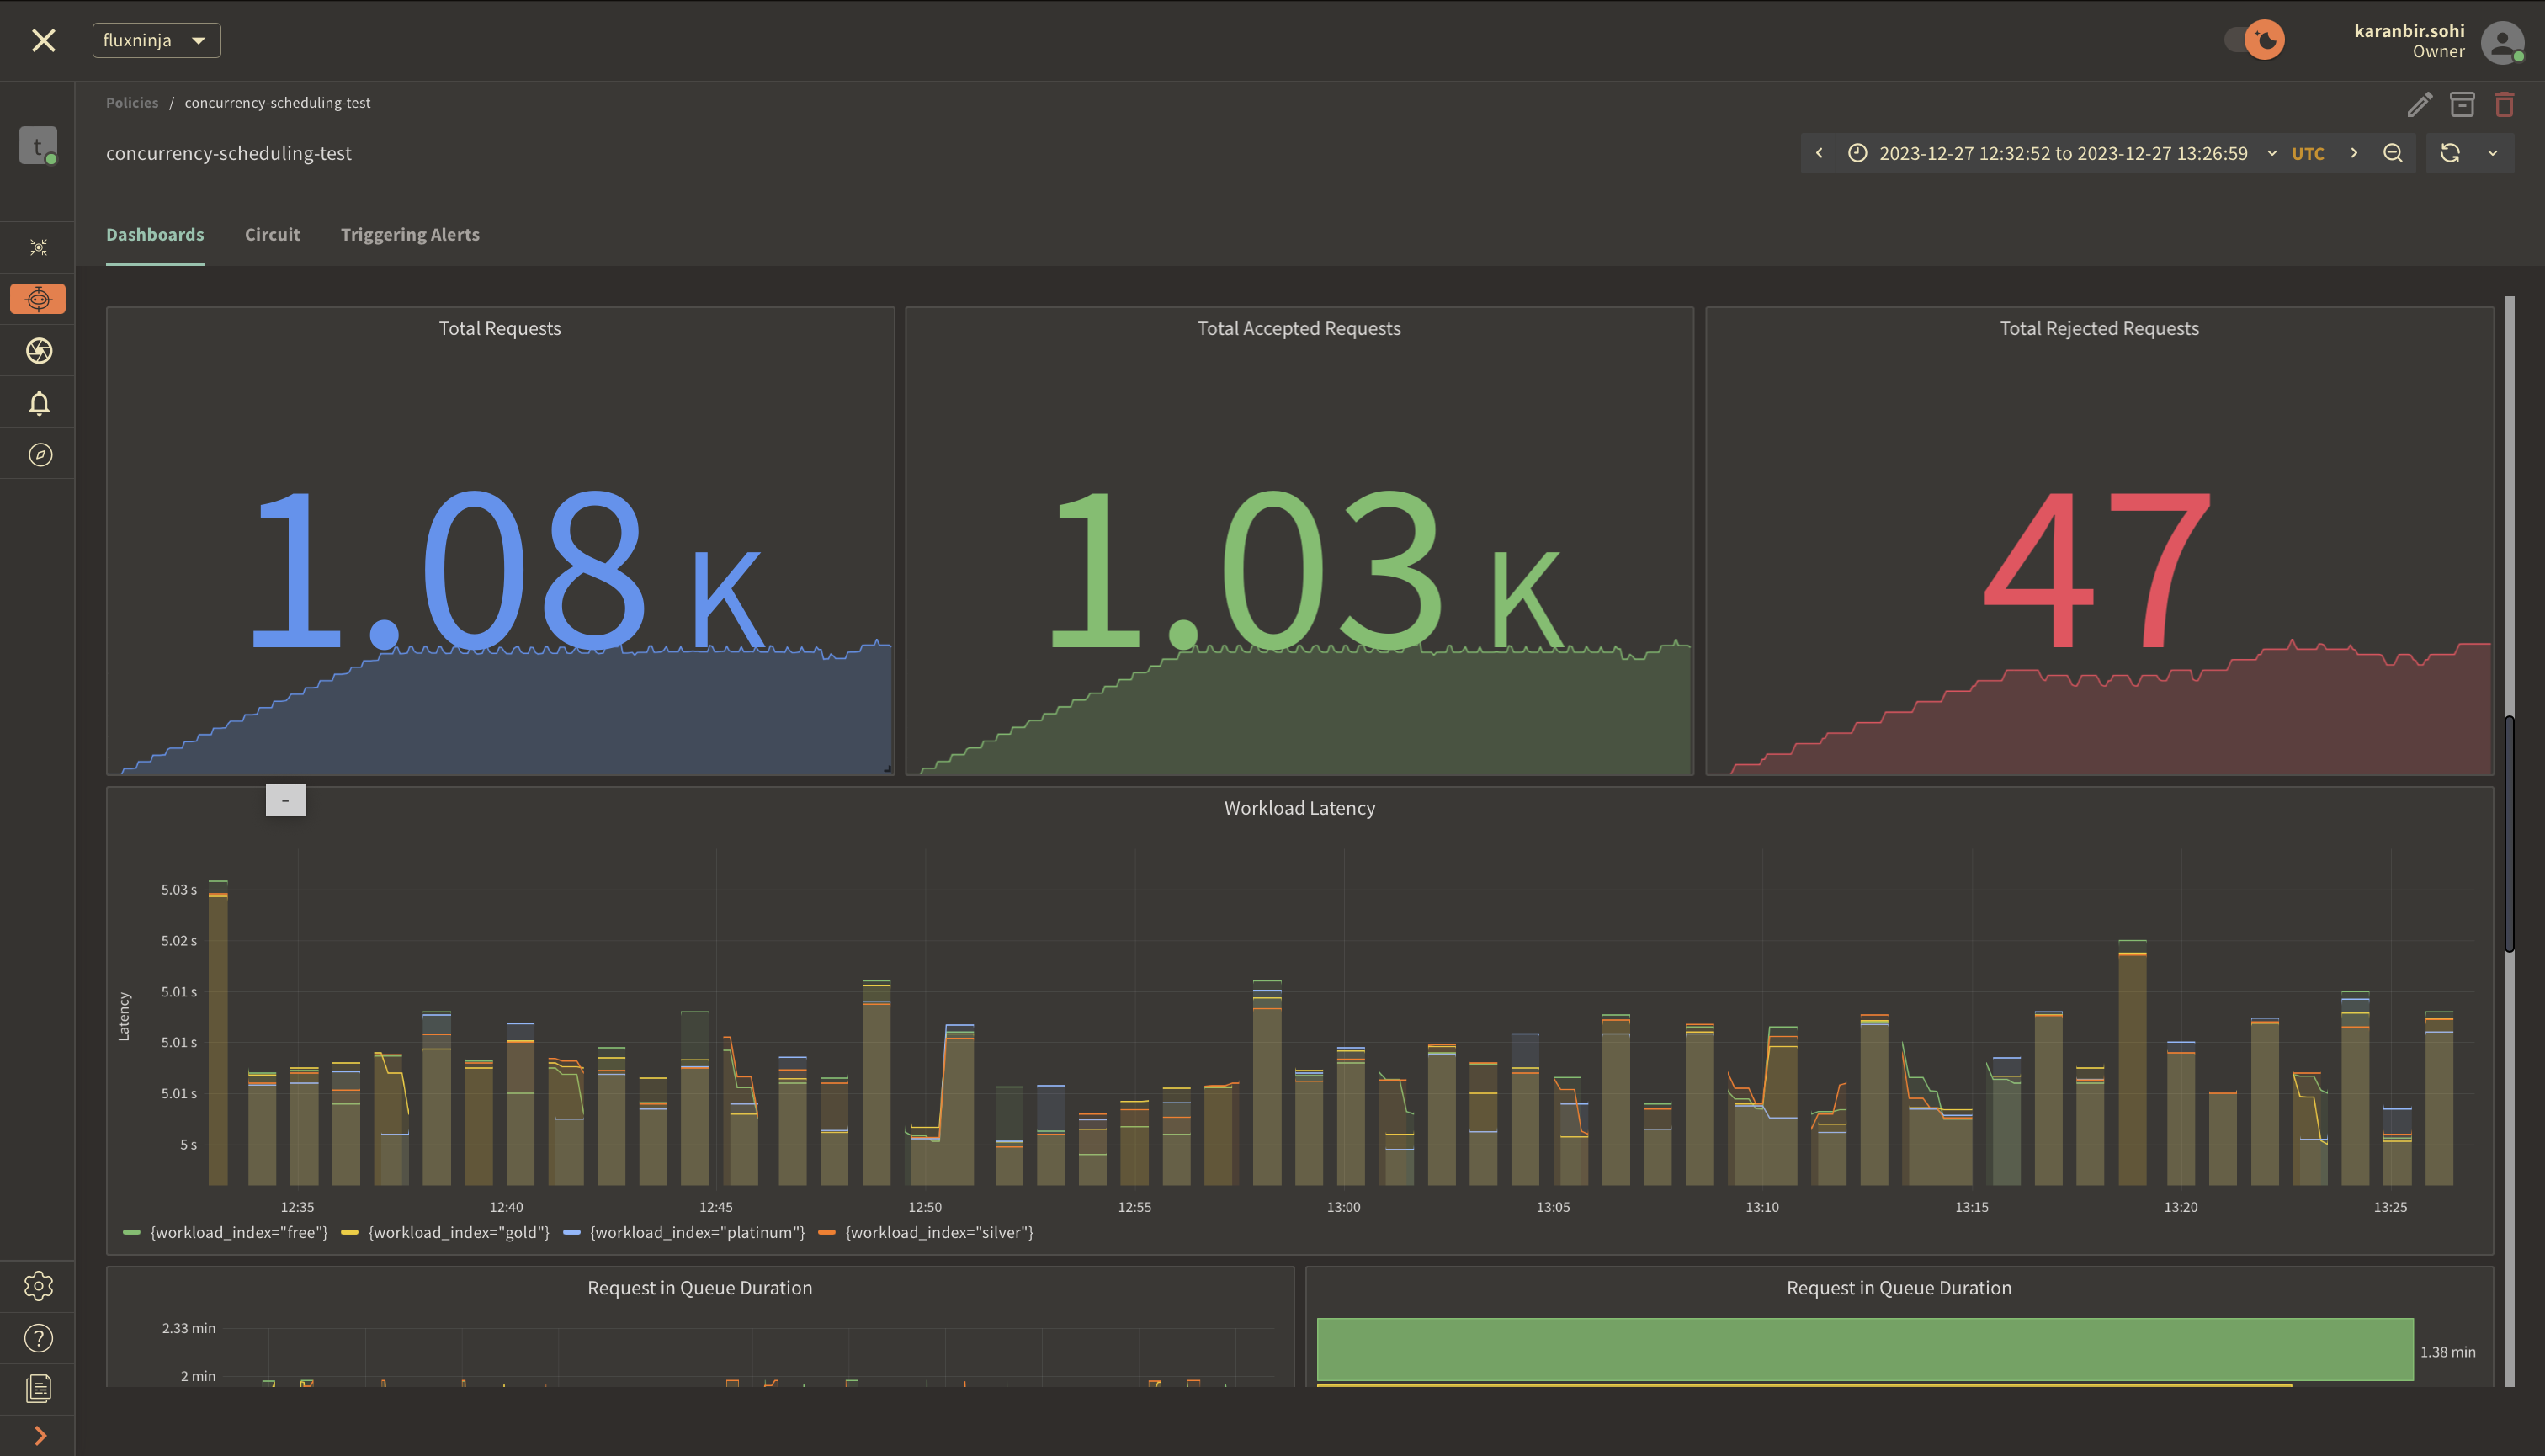 fluxninja
karanbir.sohi
Owner
t
Policies / concurrency-scheduling-test
concurrency-scheduling-test
2023-12-27 12:32:52 to 2023-12-27 13:26:59 UTC
Dashboards Circuit Triggering Alerts
Total Requests
1.08 K
Total Accepted Requests
1.03 K
Total Rejected Requests
47
-
Workload Latency
Latency
5.03 s
5.02 s
5.01 s
5.01 s
5.01 s
5 s
12:35 12:40 12:45 12:50 12:55 13:00 13:05 13:10 13:15 13:20 13:25
{workload_index="free"} {workload_index="gold"} {workload_index="platinum"} {workload_index="silver"}
Request in Queue Duration
2.33 min
2 min
Request in Queue Duration
1.38 min